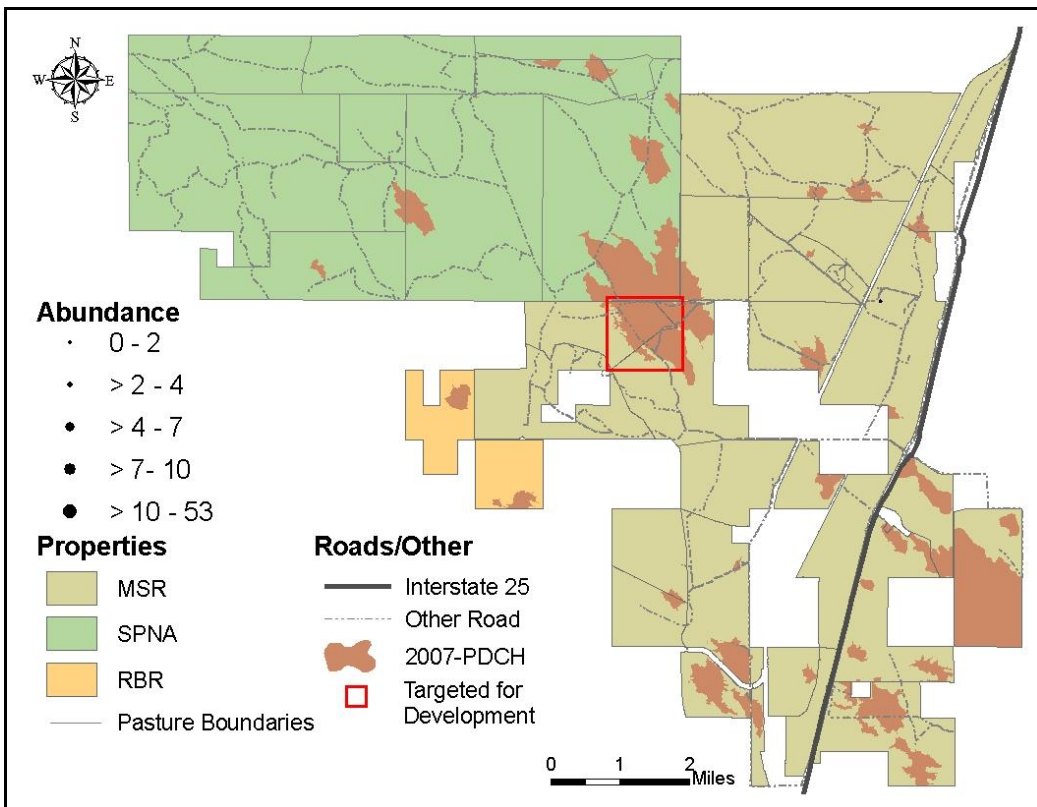 N
W E
S
Abundance
0 - 2
> 2 - 4
> 4 - 7
> 7- 10
> 10 - 53
Properties
MSR
SPNA
RBR
Pasture Boundaries
Roads/Other
Interstate 25
Other Road
2007-PDCH
Targeted for
Development
0 1 2
Miles